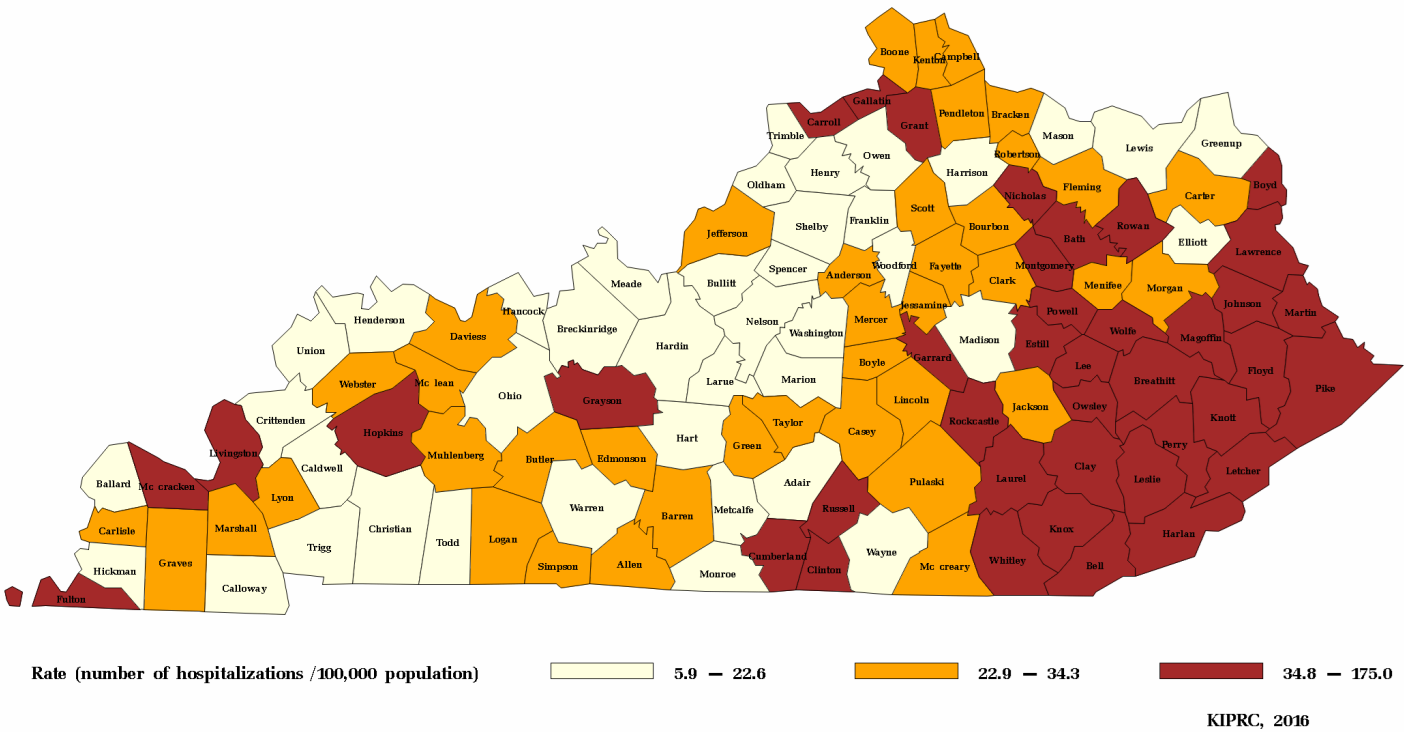 Boone
Kenton
Campbell
Gallatin
Carroll
Grant
Pendleton
Bracken
Trimble
Mason
Lewis
Greenup
Owen
Robertson
Henry
Harrison
Oldham
Nicholas
Fleming
Carter
Boyd
Scott
Shelby
Franklin
Bourbon
Rowan
Jefferson
Bath
Elliott
Lawrence
Spencer
Anderson
Woodford
Fayette
Montgomery
Clark
Bullitt
Meade
Menifee
Morgan
Hancock
Jessamine
Johnson
Powell
Martin
Henderson
Nelson
Mercer
Breckinridge
Washington
Daviess
Wolfe
Magoffin
Madison
Estill
Hardin
Union
Garrard
Boyle
Lee
Floyd
Larue
Marion
Breathitt
Webster
Mc lean
Pike
Ohio
Grayson
Lincoln
Jackson
Owsley
Crittenden
Taylor
Rockcastle
Knott
Hopkins
Casey
Hart
Green
Perry
Livingston
Muhlenberg
Butler
Edmonson
Caldwell
Clay
Letcher
Ballard
Mc cracken
Adair
Pulaski
Laurel
Leslie
Lyon
Warren
Metcalfe
Russell
Barren
Carlisle
Marshall
Christian
Knox
Harlan
Todd
Logan
Trigg
Wayne
Cumberland
Whitley
Graves
Hickman
Simpson
Allen
Monroe
Clinton
Mc creary
Bell
Calloway
Fulton
Rate (number of hospitalizations /100,000 population) 5.9 — 22.6 22.9 — 34.3 34.8 — 175.0
KIPRC, 2016